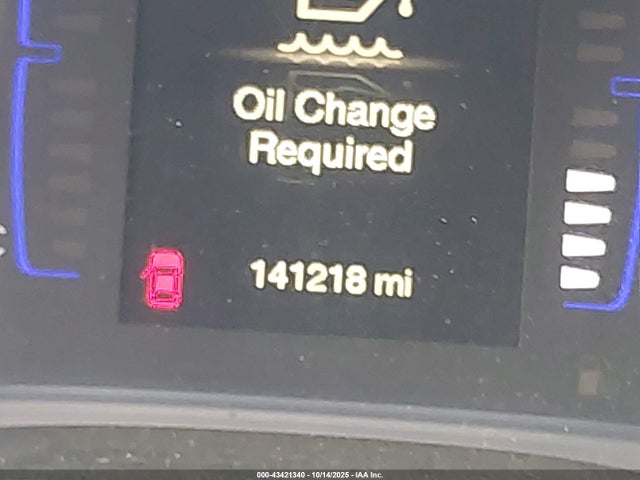 Oil Change
Required
141218 mi
000-43421340 - 10/14/2025 - IAA Inc.